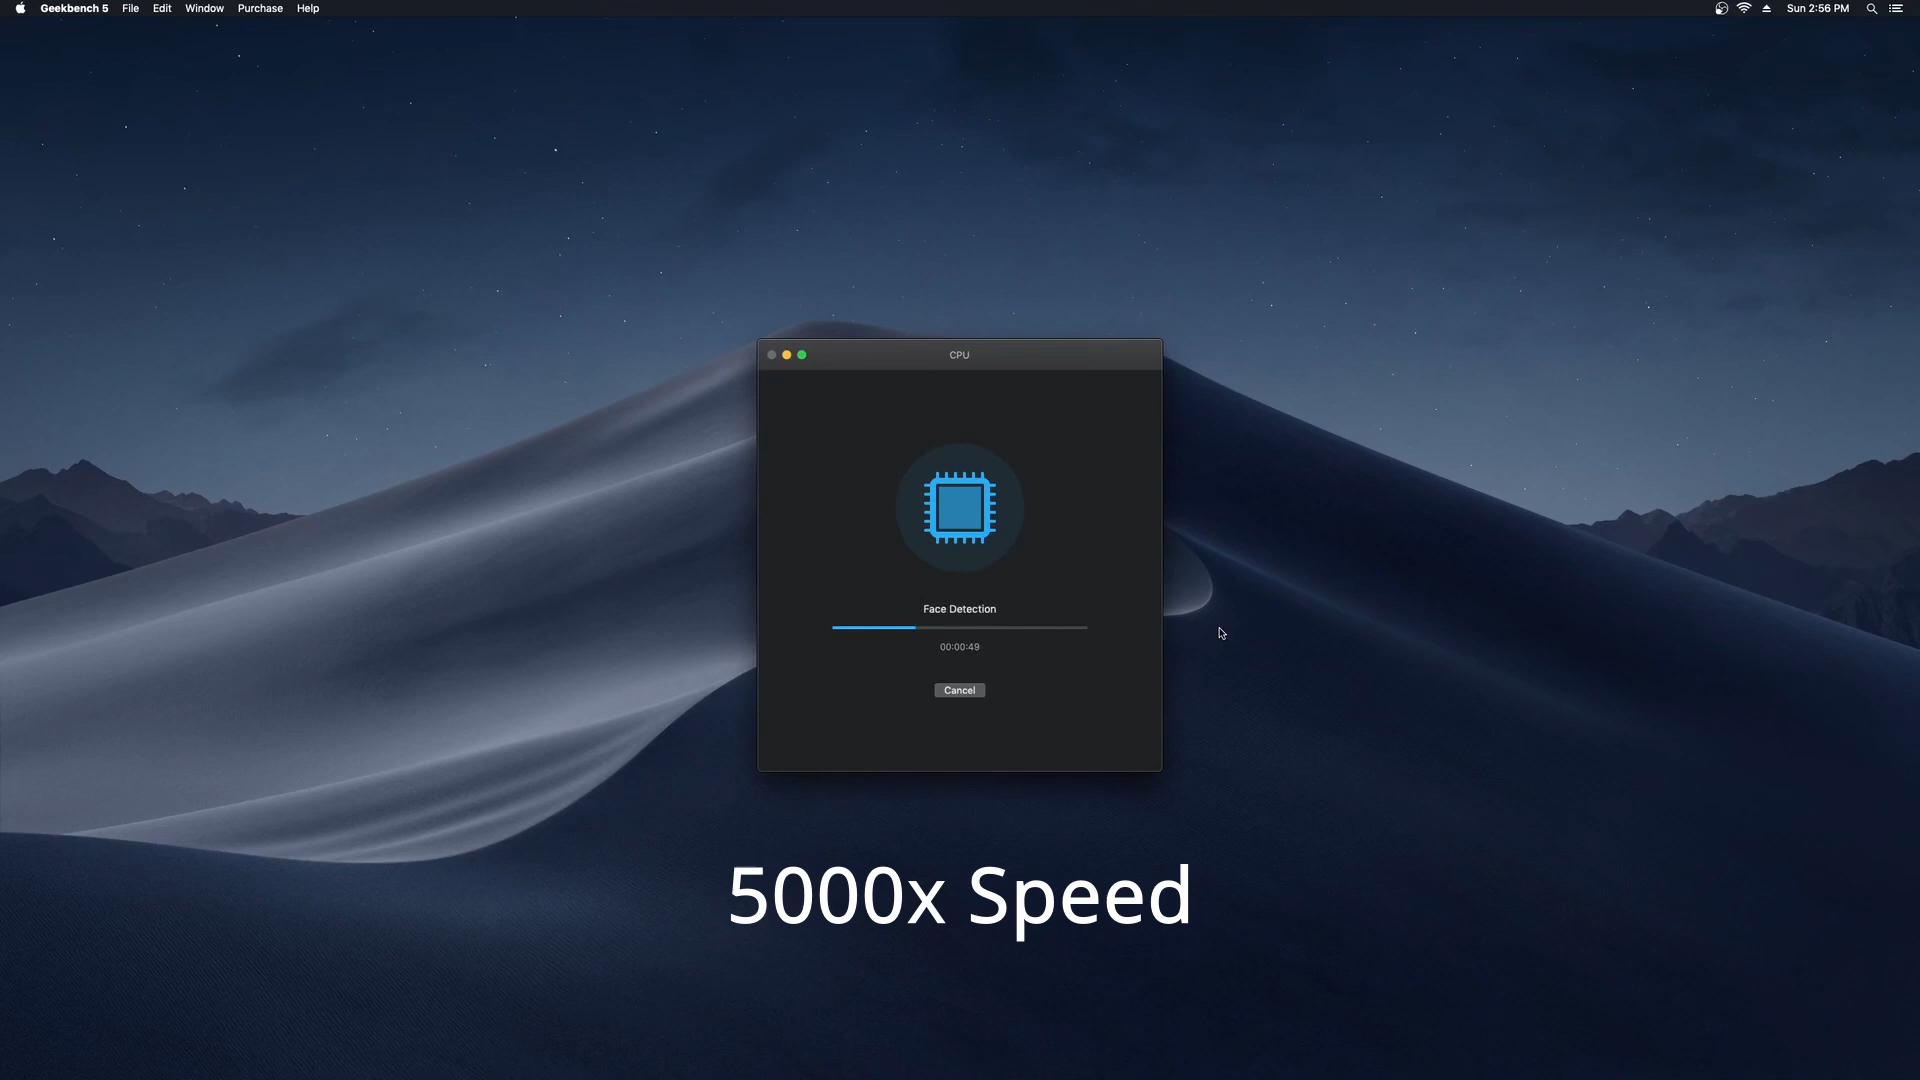 Geekbench 5 File Edit Window Purchase Help Sun 2:56 PM
CPU
Face Detection
00:00:49
Cancel
5000x Speed